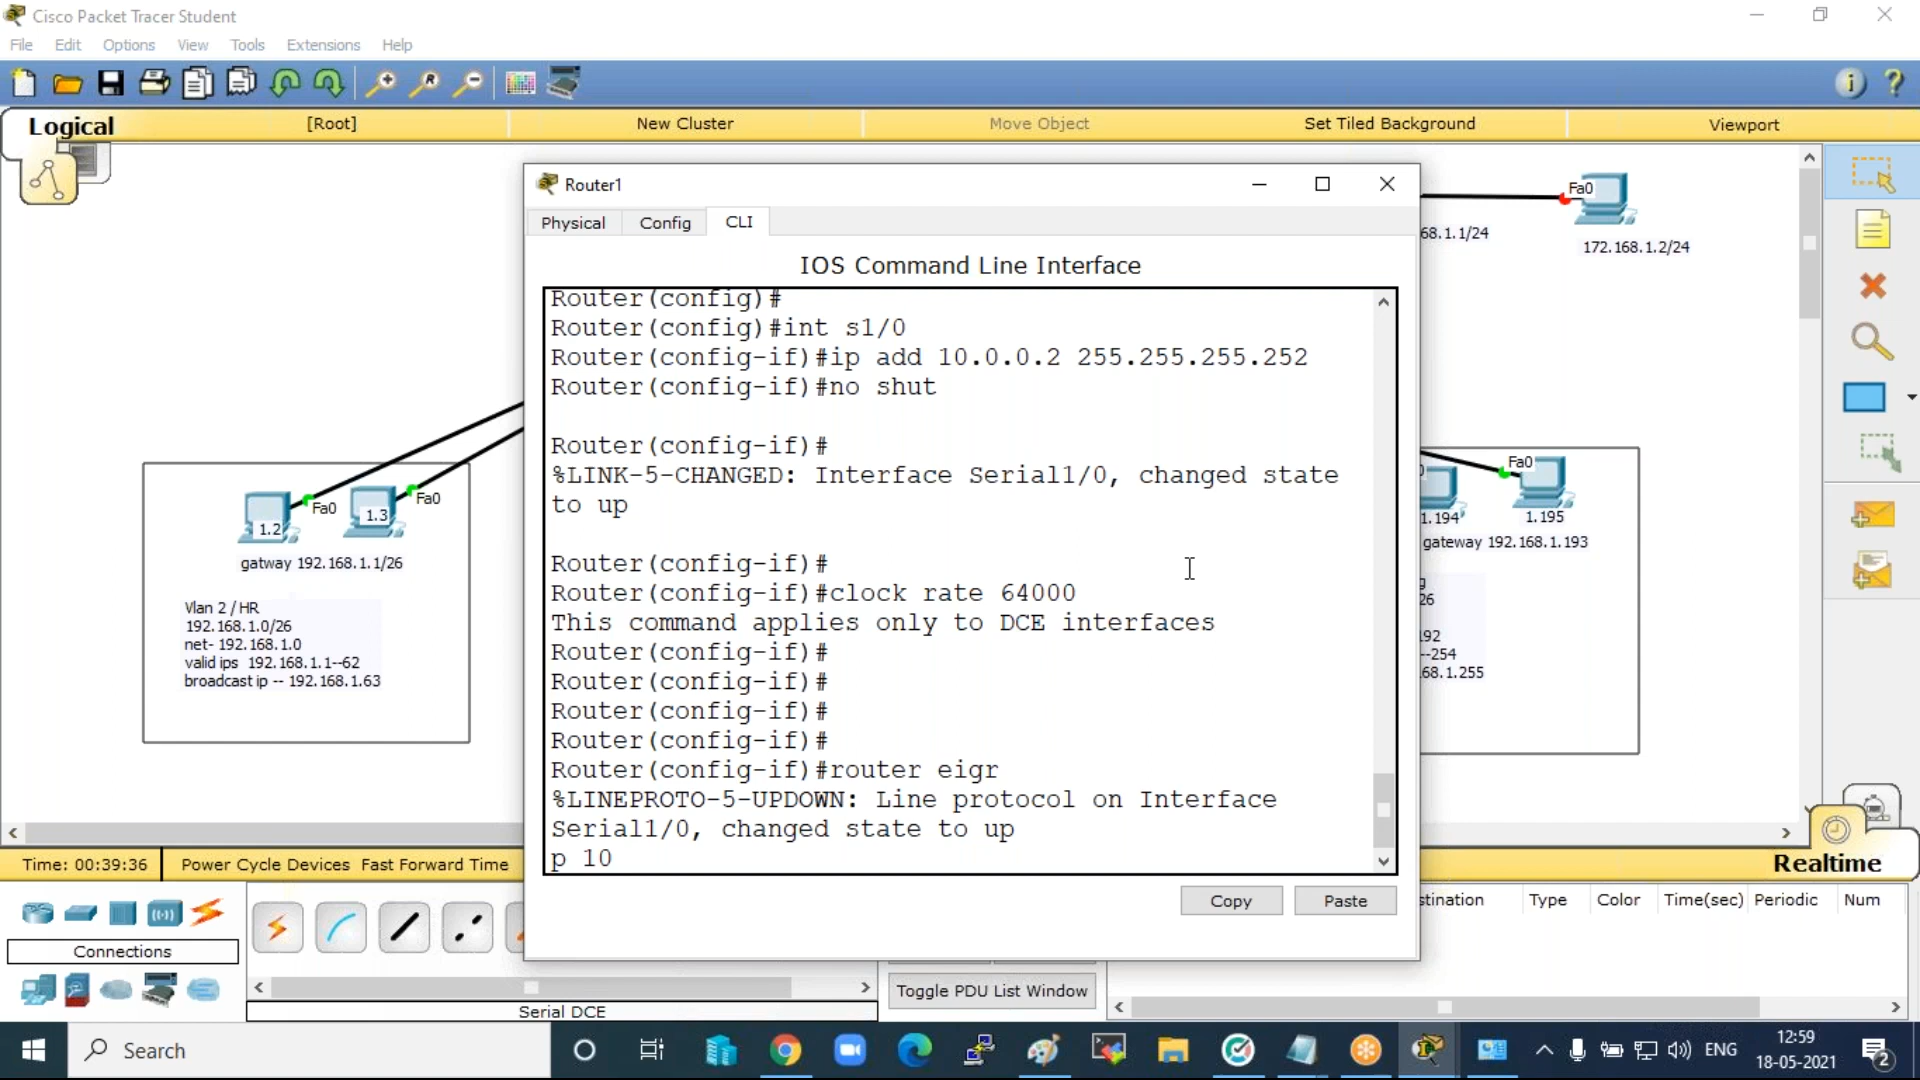 Cisco Packet Tracer Student
File Edit Options View Tools Extensions Help
Logical
[Root]
New Cluster
Move Object
Set Tiled Background
Viewport
Router1
Physical Config CLI
IOS Command Line Interface
Router(config)#
Router(config)#int s1/0
Router(config-if)#ip add 10.0.0.2 255.255.255.252
Router(config-if)#no shut
Router(config-if)#
%LINK-5-CHANGED: Interface Serial1/0, changed state
to up
Router(config-if)#
Router(config-if)#clock rate 64000
This command applies only to DCE interfaces
Router(config-if)#
Router(config-if)#
Router(config-if)#
Router(config-if)#
Router(config-if)#router eigr
%LINEPROTO-5-UPDOWN: Line protocol on Interface
Serial1/0, changed state to up
p 10
Copy Paste
Fa0
68.1.1/24
172.168.1.2/24
1.2
Fa0
1.3
Fa0
gatway 192.168.1.1/26
Vlan 2 / HR
192.168.1.0/26
net- 192.168.1.0
valid ips 192.168.1.1--62
broadcast ip -- 192.168.1.63
Fa0
1.194
1.195
gateway 192.168.1.193
26
92
--254
68.1.255
Time: 00:39:36
Power Cycle Devices Fast Forward Time
Realtime
Connections
Serial DCE
Toggle PDU List Window
stination Type Color Time(sec) Periodic Num
Search
ENG
12:59
18-05-2021
2